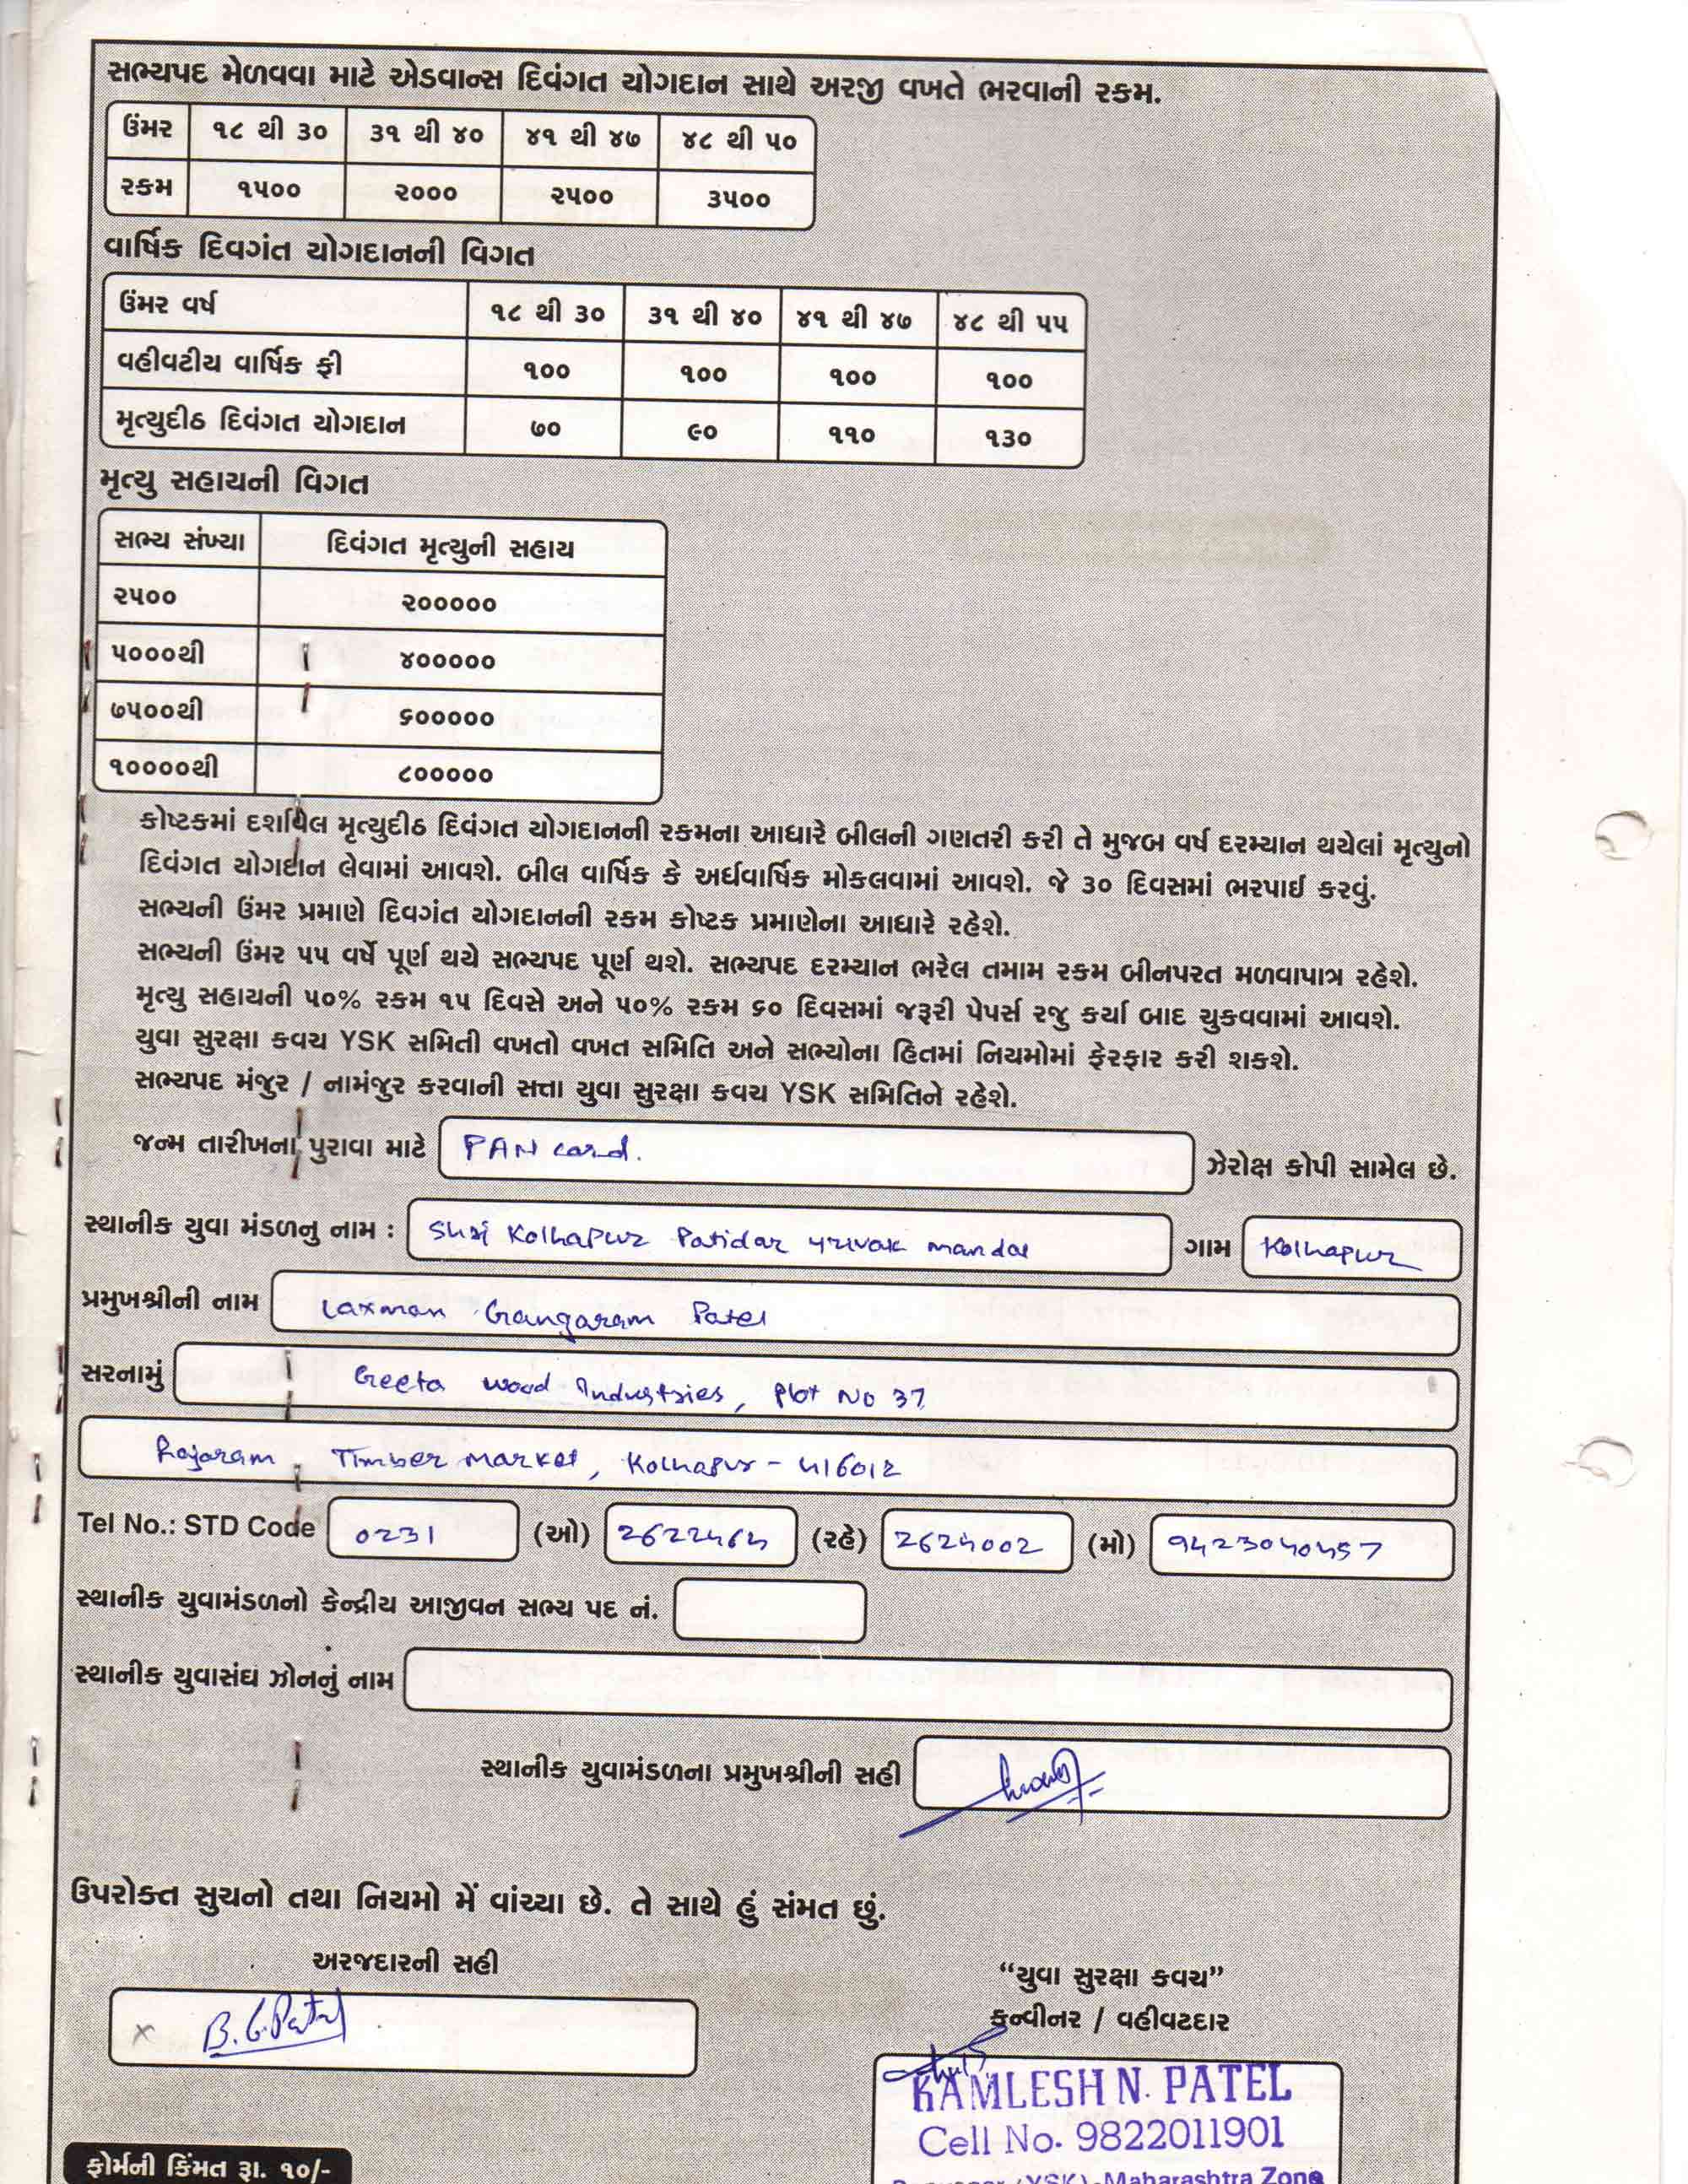 સભ્યપદ મેળવવા માટે એડવાન્સ દિવંગત યોગદાન સાથે અરજી વખતે ભરવાની રકમ.
ઉંમર ૧૮ થી ૩૦ ૩૧ થી ૪૦ ૪૧ થી ૪૭ ૪૮ થી ૫૦
રકમ ૧૫૦૦ ૨૦૦૦ ૨૫૦૦ ૩૫૦૦
વાર્ષિક દિવગંત યોગદાનની વિગત
ઉંમર વર્ષ ૧૮ થી ૩૦ ૩૧ થી ૪૦ ૪૧ થી ૪૭ ૪૮ થી ૫૫
વહીવટીય વાર્ષિક ફી ૧૦૦ ૧૦૦ ૧૦૦ ૧૦૦
મૃત્યુદીઠ દિવંગત યોગદાન ૭૦ ૯૦ ૧૧૦ ૧૩૦
મૃત્યુ સહાયની વિગત
સભ્ય સંખ્યા દિવંગત મૃત્યુની સહાય
૨૫૦૦ ૨૦૦૦૦૦
૫૦૦૦થી ૪૦૦૦૦૦
૭૫૦૦થી ૬૦૦૦૦૦
૧૦૦૦૦થી ૮૦૦૦૦૦
કોષ્ટકમાં દર્શાવેલ મૃત્યુદીઠ દિવંગત યોગદાનની રકમના આધારે બીલની ગણતરી કરી તે મુજબ વર્ષ દરમ્યાન થયેલાં મૃત્યુનો
દિવંગત યોગદાન લેવામાં આવશે. બીલ વાર્ષિક કે અર્ધવાર્ષિક મોકલવામાં આવશે. જે ૩૦ દિવસમાં ભરપાઈ કરવું.
સભ્યની ઉંમર પ્રમાણે દિવગંત યોગદાનની રકમ કોષ્ટક પ્રમાણેના આધારે રહેશે.
સભ્યની ઉંમર ૫૫ વર્ષે પૂર્ણ થયે સભ્યપદ પૂર્ણ થશે. સભ્યપદ દરમ્યાન ભરેલ તમામ રકમ બીનપરત મળવાપાત્ર રહેશે.
મૃત્યુ સહાયની ૫૦% રકમ ૧૫ દિવસે અને ૫૦% રકમ ૬૦ દિવસમાં જરૂરી પેપર્સ રજુ કર્યા બાદ ચુકવવામાં આવશે.
યુવા સુરક્ષા કવચ YSK સમિતી વખતો વખત સમિતિ અને સભ્યોના હિતમાં નિયમોમાં ફેરફાર કરી શકશે.
સભ્યપદ મંજુર / નામંજુર કરવાની સત્તા યુવા સુરક્ષા કવચ YSK સમિતિને રહેશે.
જન્મ તારીખના પુરાવા માટે PAN card. ઝેરોક્ષ કોપી સામેલ છે.
સ્થાનીક યુવા મંડળનુ નામ : Shri Kolhapur Patidar yuvak mandal ગામ Kolhapur
પ્રમુખશ્રીની નામ Laxman Gangaram Patel
સરનામું Geeta wood Industries, Plot No 37
Rajaram Timber market, Kolhapur - 416012
Tel No.: STD Code 0231 (ઓ) 2622464 (રહે) 2624002 (મો) 9423040457
સ્થાનીક યુવામંડળનો કેન્દ્રીય આજીવન સભ્ય પદ નં.
સ્થાનીક યુવાસંઘ ઝોનનું નામ
સ્થાનીક યુવામંડળના પ્રમુખશ્રીની સહી
ઉપરોક્ત સુચનો તથા નિયમો મેં વાંચ્યા છે. તે સાથે હું સંમત છું.
અરજદારની સહી
“યુવા સુરક્ષા કવચ”
કન્વીનર / વહીવટદાર
x B.G.Patel
KAMLESH N. PATEL
Cell No. 9822011901
(YSK)-Maharashtra Zone
ફોર્મની કિંમત રૂા. ૧૦/-